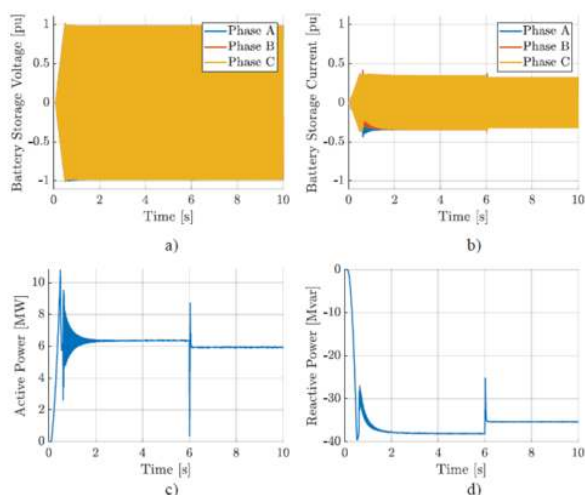 Battery Storage Voltage [pu]
1
0.5
0
-0.5
-1
Phase A
Phase B
Phase C
0 2 4 6 8 10
Time [s]
a)
Battery Storage Current [pu]
1
0.5
0
-0.5
-1
Phase A
Phase B
Phase C
0 2 4 6 8 10
Time [s]
b)
Active Power [MW]
10
8
6
4
2
0
0 2 4 6 8 10
Time [s]
c)
Reactive Power [Mvar]
0
-10
-20
-30
-40
0 2 4 6 8 10
Time [s]
d)